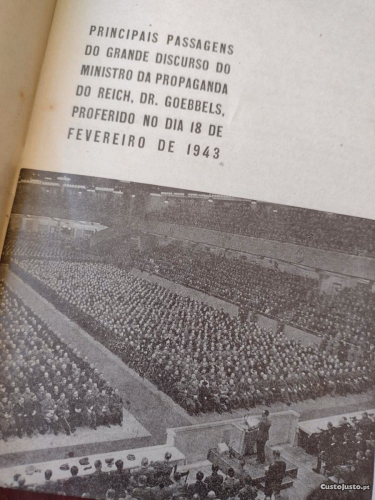 PRINCIPAIS PASSAGENS
DO GRANDE DISCURSO DO
MINISTRO DA PROPAGANDA
DO REICH, DR. GOEBBELS,
PROFERIDO NO DIA 18 DE
FEVEREIRO DE 1943
CustoJusto.pt